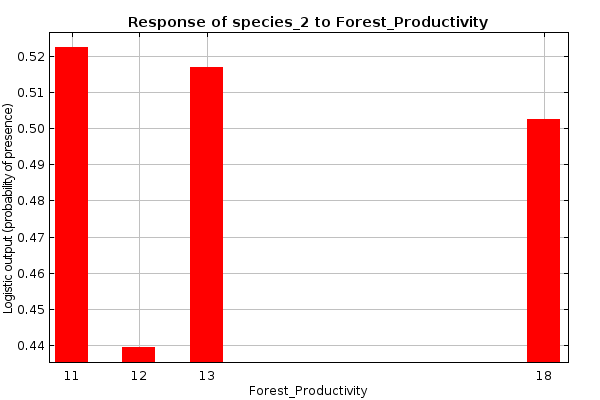 Response of species_2 to Forest_Productivity
Logistic output (probability of presence)
0.52
0.51
0.50
0.49
0.48
0.47
0.46
0.45
0.44
11 12 13 18
Forest_Productivity